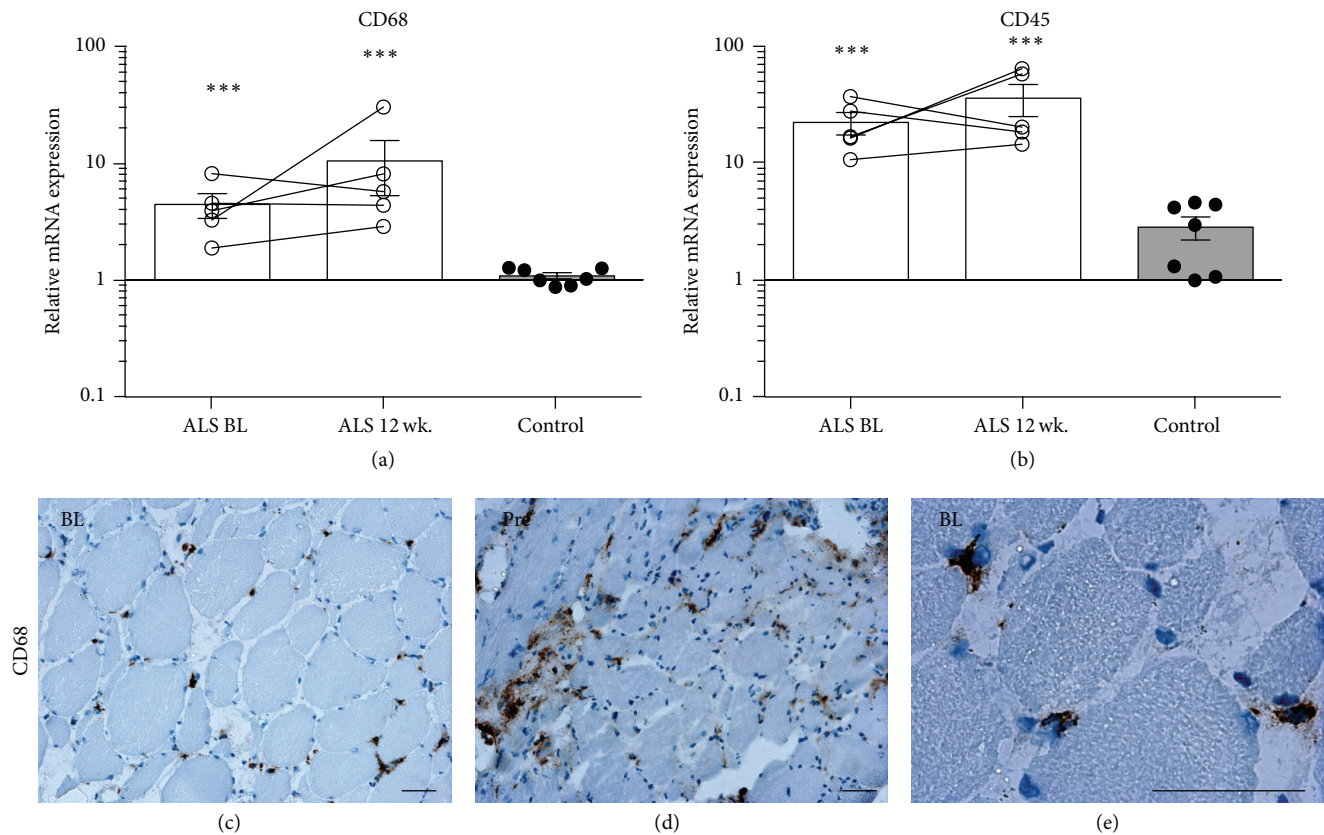 CD68
100
10
1
0.1
Relative mRNA expression
***
***
ALS BL
ALS 12 wk.
Control
(a)
CD45
100
10
1
0.1
Relative mRNA expression
***
***
ALS BL
ALS 12 wk.
Control
(b)
CD68
BL
(c)
Pre
(d)
BL
(e)